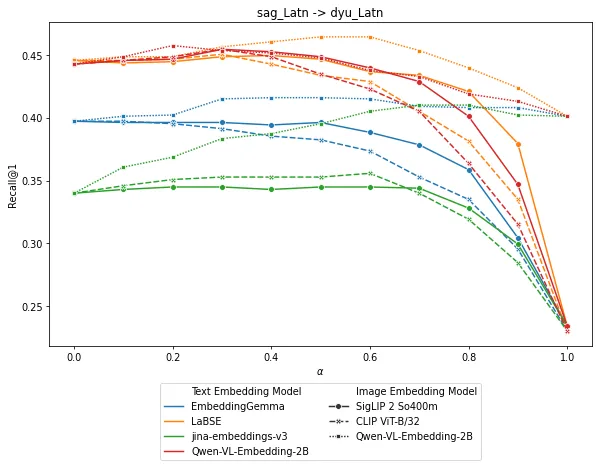 sag_Latn -> dyu_Latn
Recall@1
0.45
0.40
0.35
0.30
0.25
0.0
0.2
0.4
0.6
0.8
1.0
α
Text Embedding Model
EmbeddingGemma
LaBSE
jina-embeddings-v3
Qwen-VL-Embedding-2B
Image Embedding Model
SigLIP 2 So400m
CLIP ViT-B/32
Qwen-VL-Embedding-2B